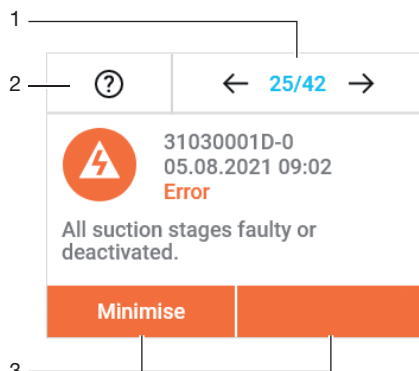 1
2
25/42
31030001D-0
05.08.2021 09:02
Error
All suction stages faulty or
deactivated.
Minimise
3